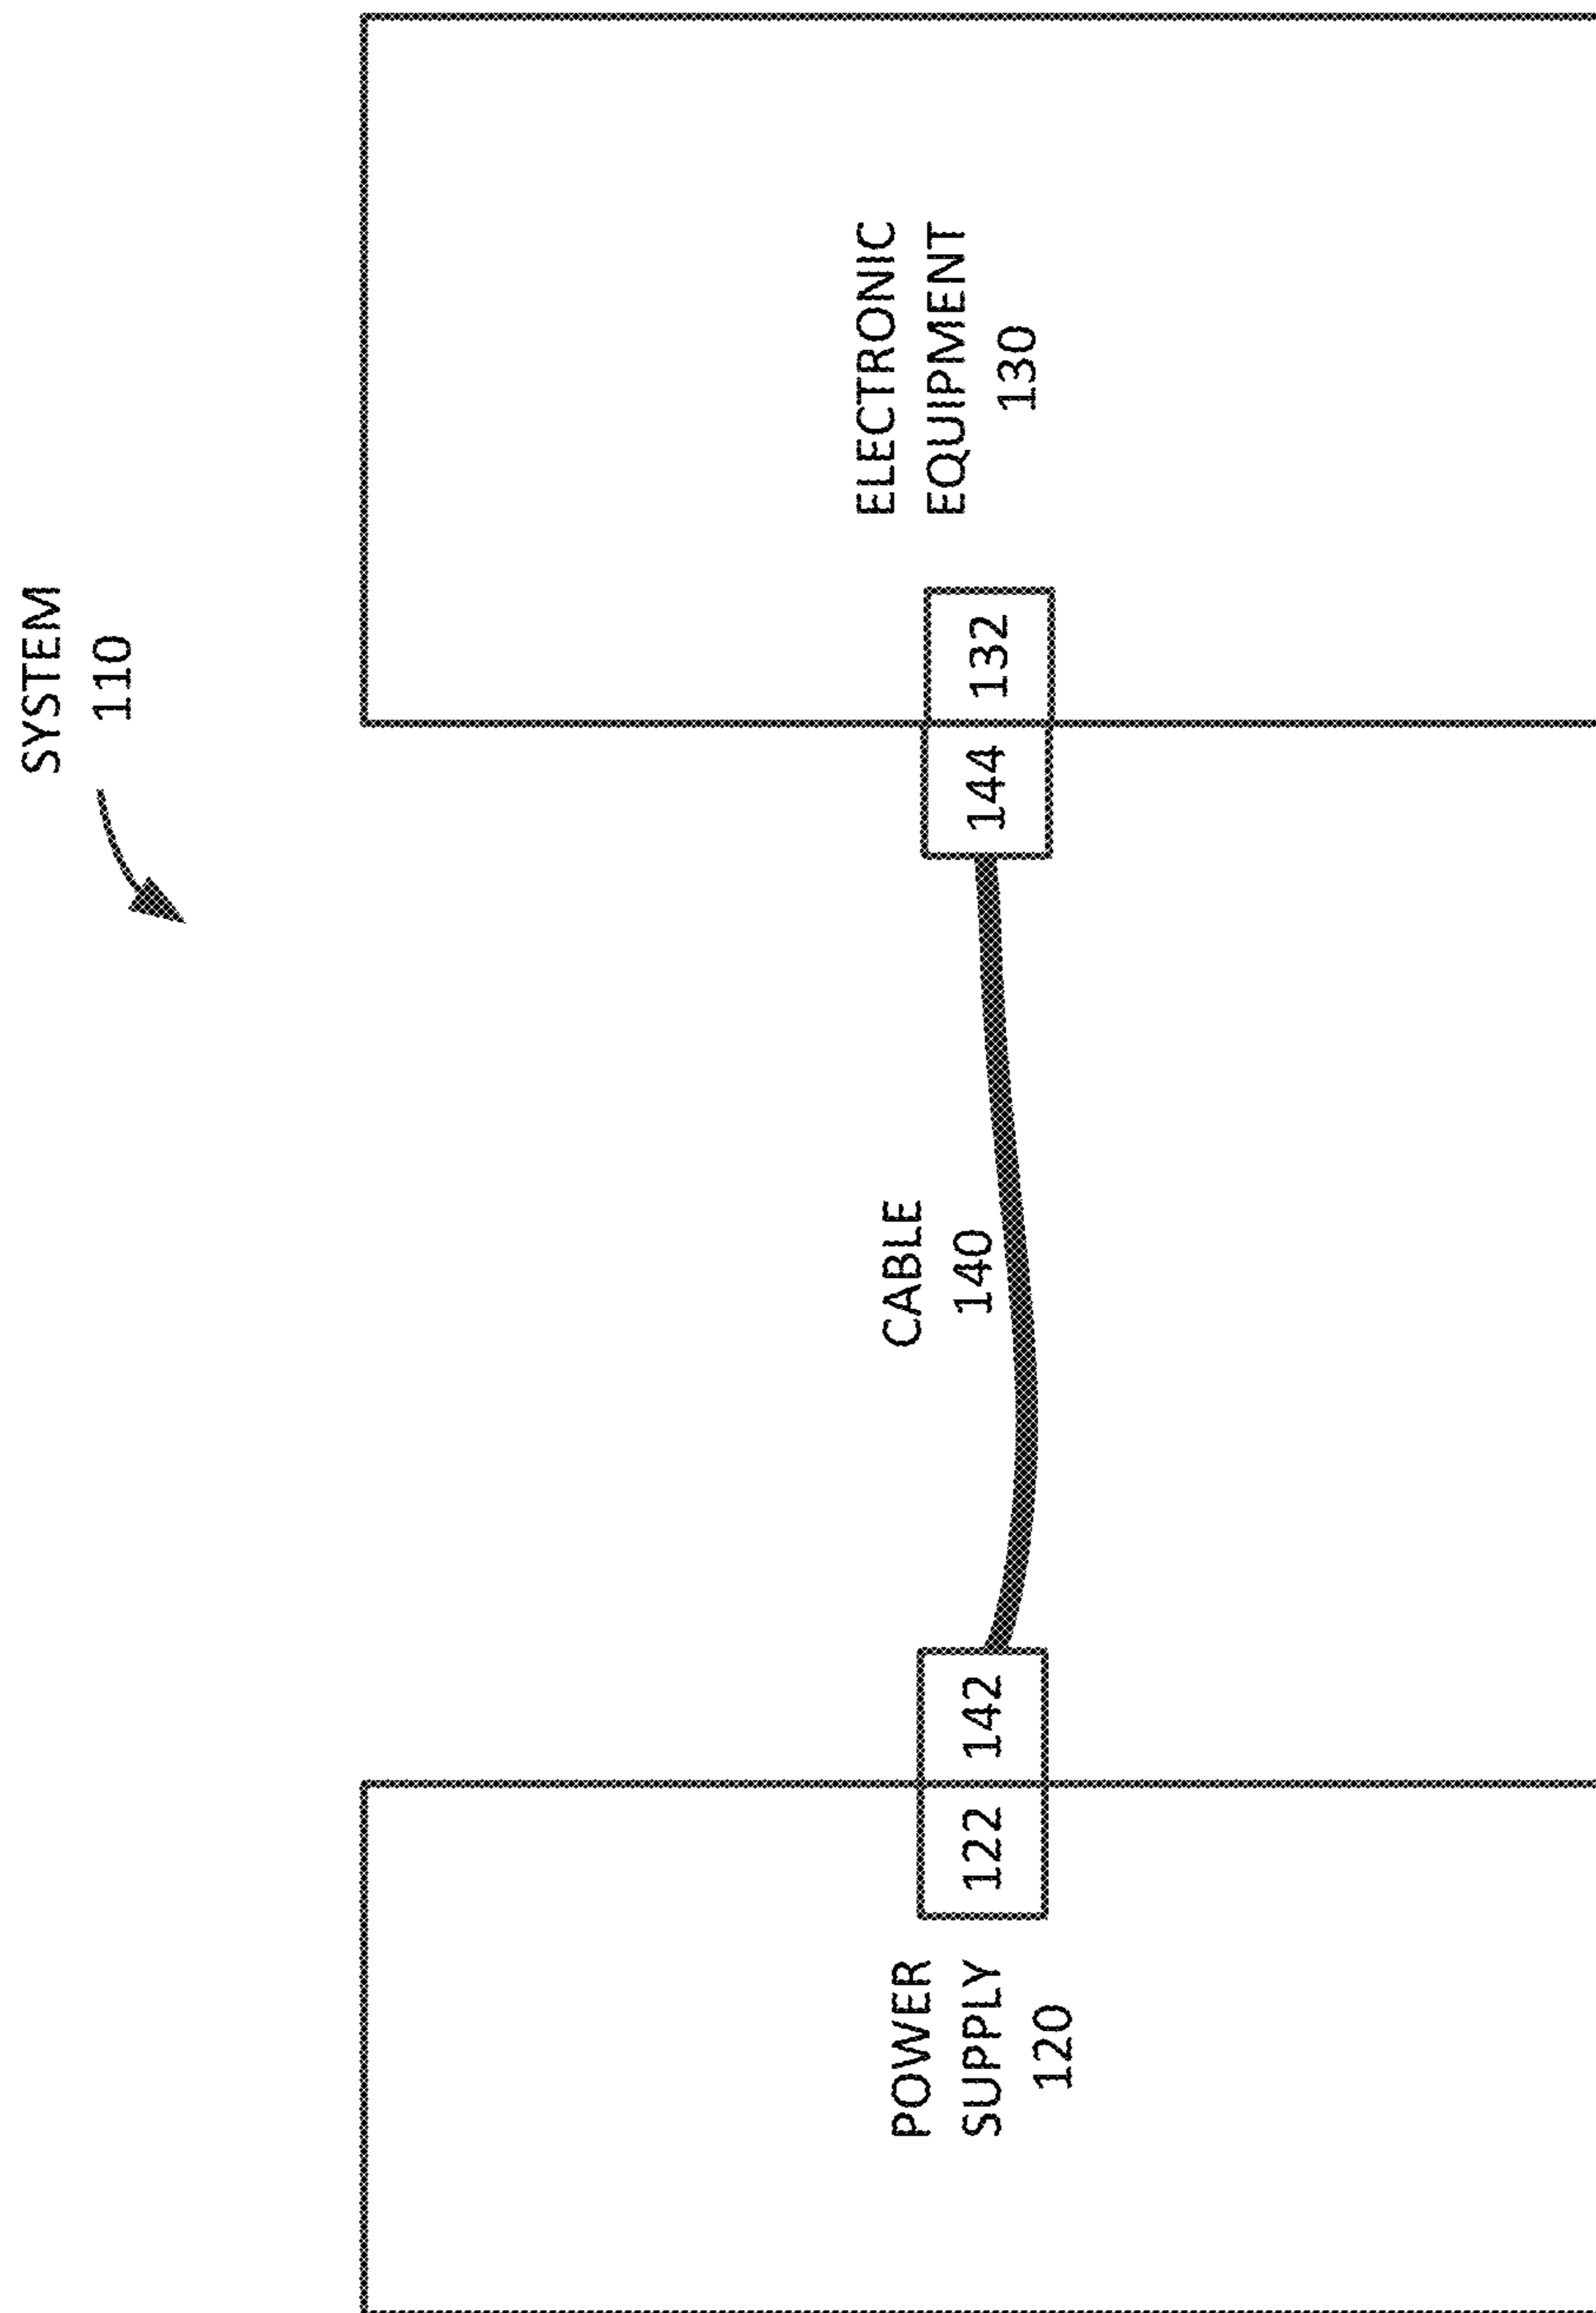 SYSTEM
110
POWER
SUPPLY
120
122
142
CABLE
140
144
132
ELECTRONIC
EQUIPMENT
130